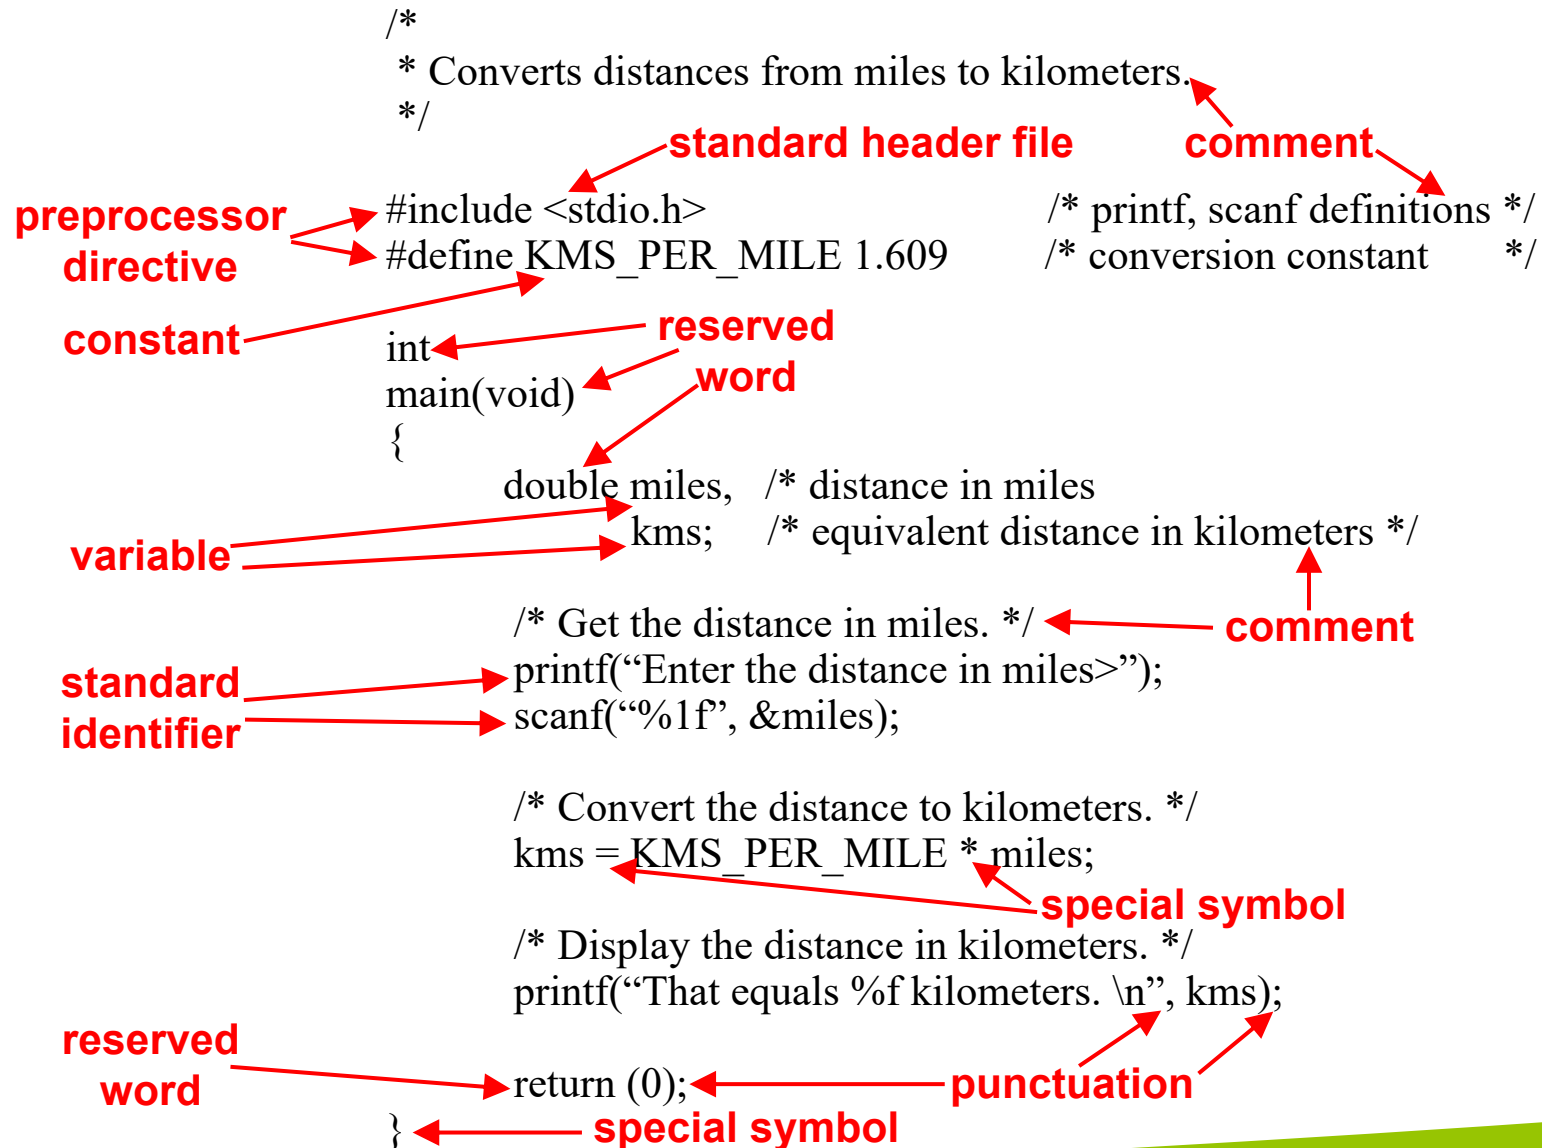 /*
* Converts distances from miles to kilometers.
*/
standard header file comment
preprocessor directive
#include <stdio.h> /* printf, scanf definitions */
#define KMS_PER_MILE 1.609 /* conversion constant */
constant
reserved word
int
main(void)
{
double miles, /* distance in miles
kms; /* equivalent distance in kilometers */
variable
/* Get the distance in miles. */
comment
standard identifier
printf(“Enter the distance in miles>”);
scanf(“%1f”, &miles);
/* Convert the distance to kilometers. */
kms = KMS_PER_MILE * miles;
special symbol
/* Display the distance in kilometers. */
printf(“That equals %f kilometers. \n”, kms);
reserved word
return (0);
punctuation
}
special symbol